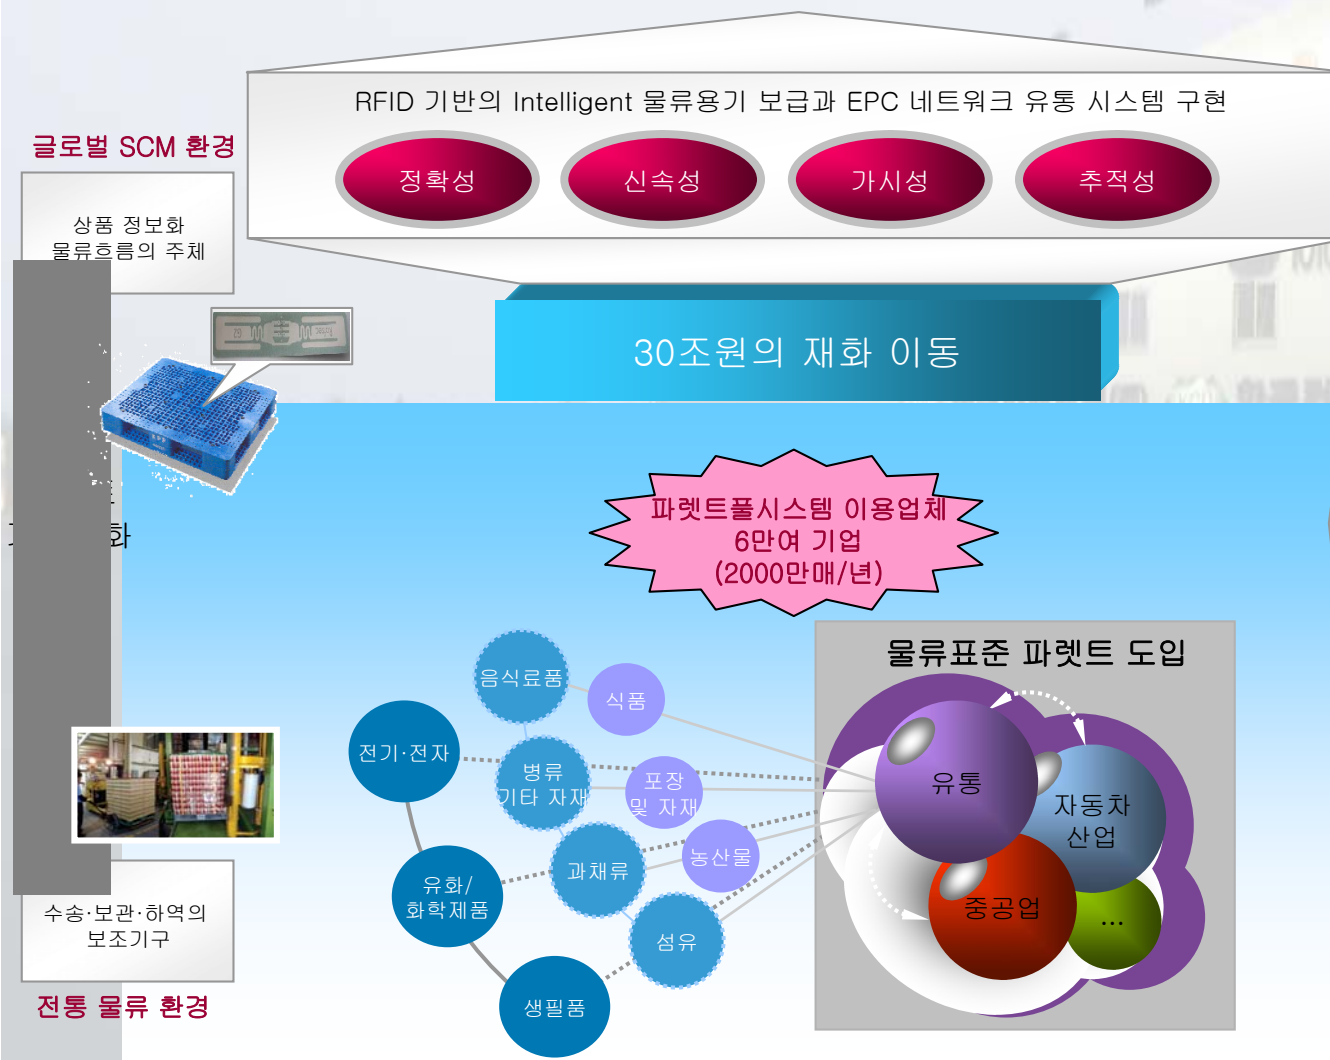 RFID 기반의 Intelligent 물류용기 보급과 EPC 네트워크 유통 시스템 구현
정확성
신속성
가시성
추적성
글로벌 SCM 환경
상품 정보화
물류흐름의 주체
30조원의 재화 이동
화
파렛트풀시스템 이용업체
6만여 기업
(2000만매/년)
물류표준 파렛트 도입
음식료품
식품
전기·전자
병류
기타 자재
포장
및 자재
유통
자동차
산업
과채류
농산물
유화/
화학제품
중공업
...
섬유
생필품
수송·보관·하역의
보조기구
전통 물류 환경